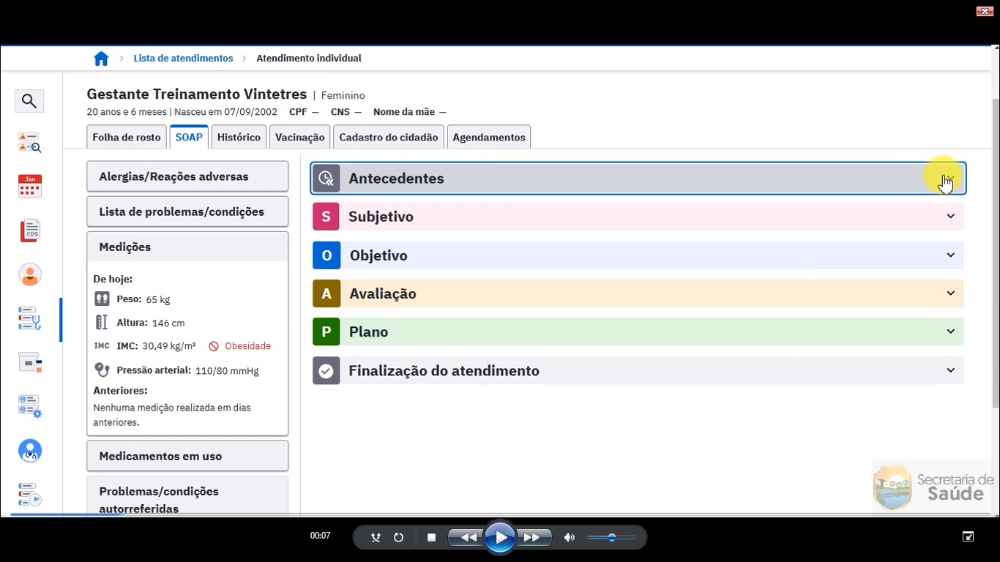 Lista de atendimentos
Atendimento individual
Gestante Treinamento Vintetres | Feminino
20 anos e 6 meses | Nasceu em 07/09/2002 CPF — CNS — Nome da mãe —
Folha de rosto
SOAP
Histórico
Vacinação
Cadastro do cidadão
Agendamentos
Jan
CDS
Alergias/Reações adversas
Lista de problemas/condições
Medições
De hoje:
Peso: 65 kg
Altura: 146 cm
IMC IMC: 30,49 kg/m² Obesidade
Pressão arterial: 110/80 mmHg
Anteriores:
Nenhuma medição realizada em dias
anteriores.
Medicamentos em uso
Problemas/condições
autorreferidas
Antecedentes
S Subjetivo
O Objetivo
A Avaliação
P Plano
Finalização do atendimento
Secretaria de
Saúde
00:07